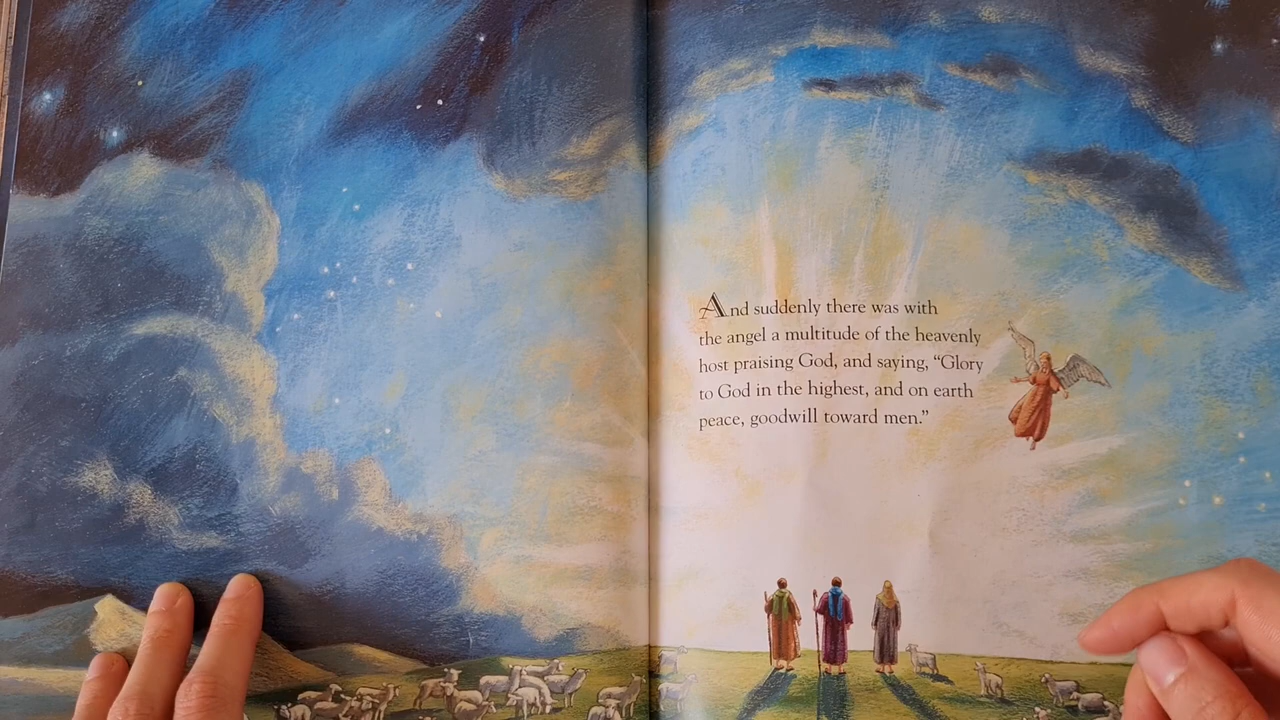 And suddenly there was with
the angel a multitude of the heavenly
host praising God, and saying, “Glory
to God in the highest, and on earth
peace, goodwill toward men.”